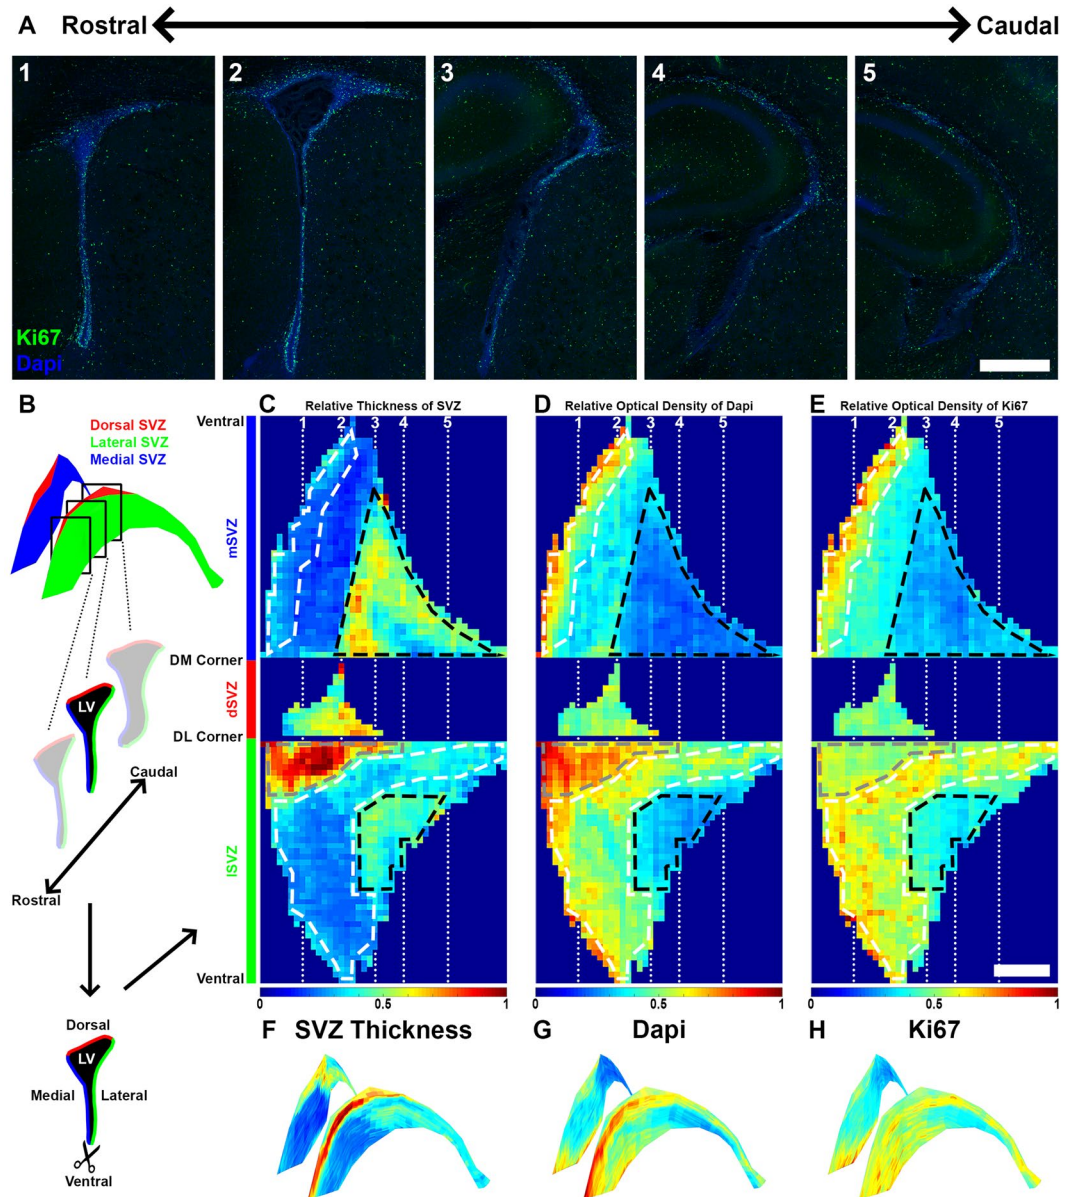 A Rostral Caudal
1 2 3 4 5
Ki67
Dapi
B C D E
Relative Thickness of SVZ
Relative Optical Density of Dapi
Relative Optical Density of Ki67
Dorsal SVZ
Lateral SVZ
Medial SVZ
Ventral
1 2 3 4 5
1 2 3 4 5
1 2 3 4 5
mSVZ
DM Corner
dSVZ
DL Corner
lSVZ
Ventral
LV
Caudal
Rostral
0 0.5 1
0 0.5 1
0 0.5 1
Dorsal
LV
Medial Lateral
Ventral
F SVZ Thickness
G Dapi
H Ki67